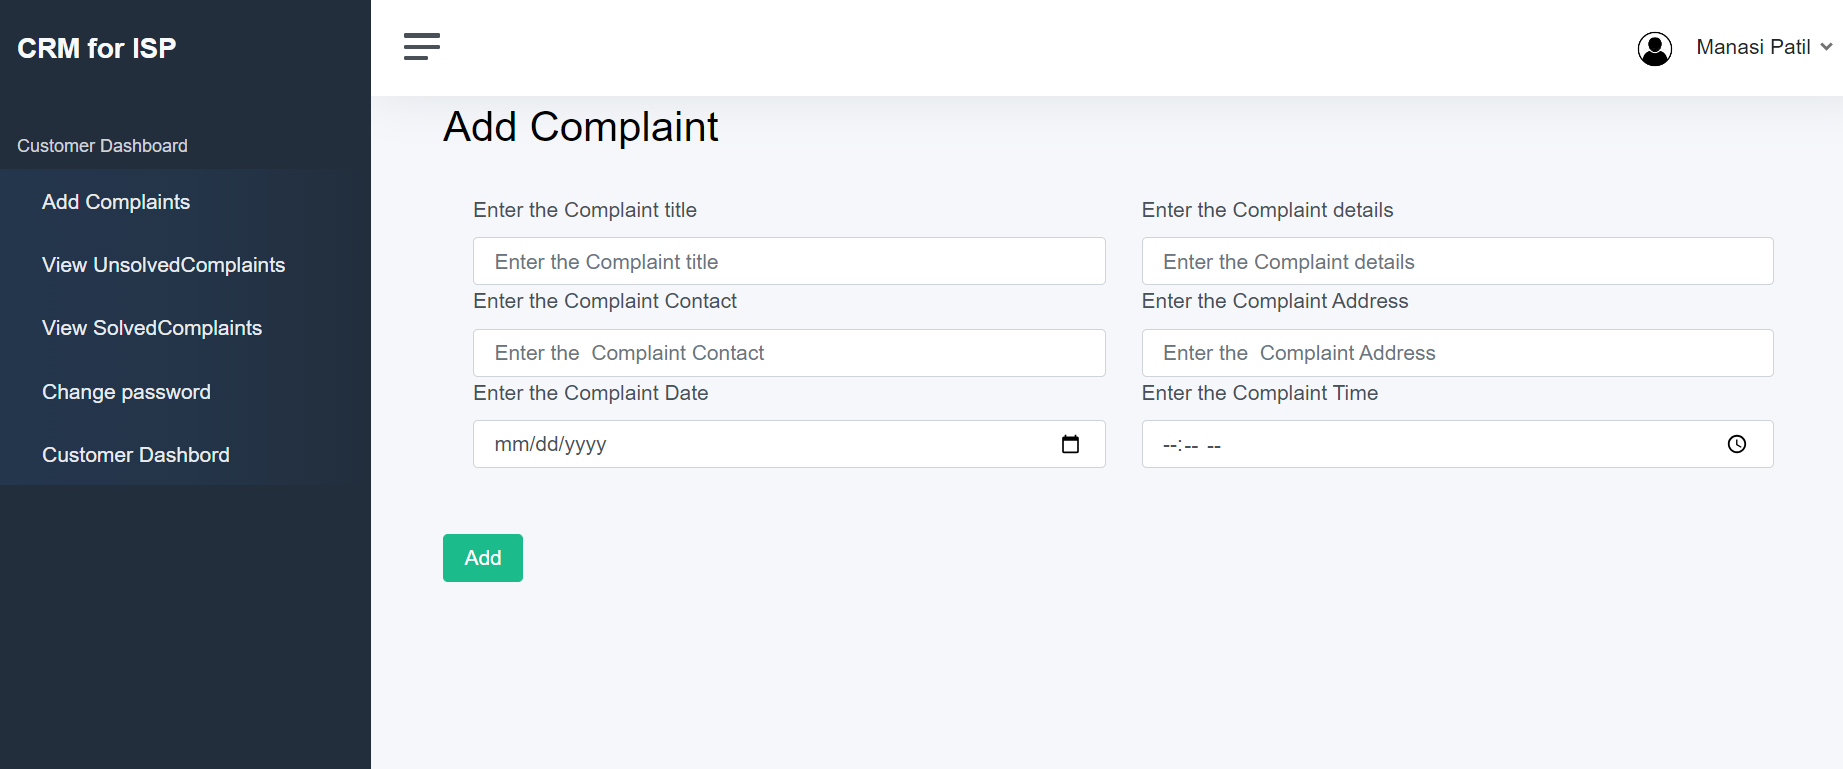 CRM for ISP
Manasi Patil
Customer Dashboard
Add Complaints
View UnsolvedComplaints
View SolvedComplaints
Change password
Customer Dashbord
Add Complaint
Enter the Complaint title
Enter the Complaint details
Enter the Complaint title
Enter the Complaint details
Enter the Complaint Contact
Enter the Complaint Address
Enter the  Complaint Contact
Enter the  Complaint Address
Enter the Complaint Date
Enter the Complaint Time
mm/dd/yyyy
--:-- --
Add